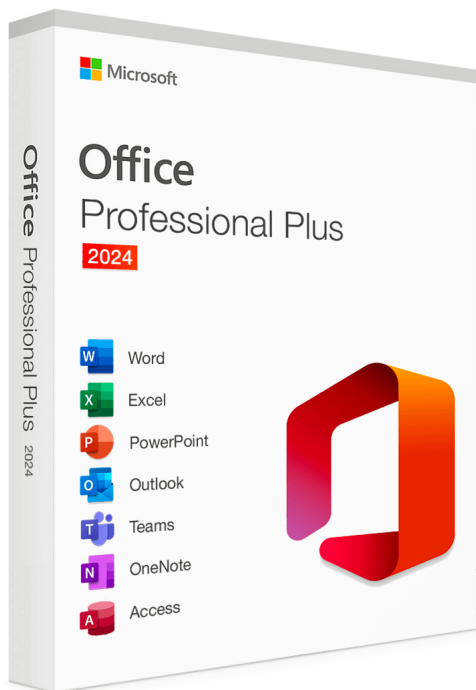 Microsoft
Office
Professional Plus
2024
Office Professional Plus 2024
W Word
X Excel
P PowerPoint
O Outlook
T Teams
N OneNote
A Access